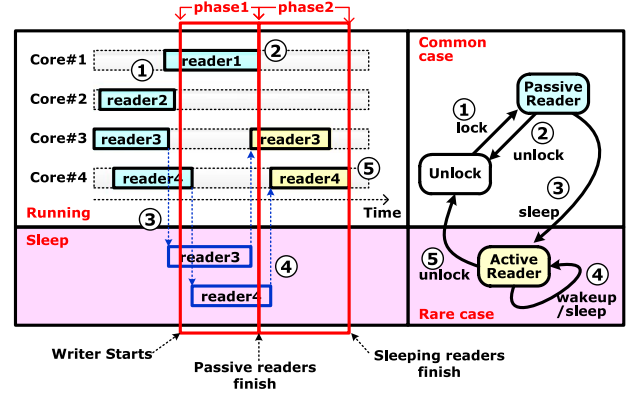 phase1 phase2
Core#1
Core#2
Core#3
Core#4
① reader1 ②
reader2
reader3 reader3
reader4 reader4 ⑤
Running
Time
③
Sleep
reader3
reader4
④
Writer Starts
Passive readers
finish
Sleeping readers
finish
Common
case
Passive
Reader
①
lock
②
unlock
Unlock
③
sleep
⑤
unlock
Active
Reader
④
wakeup
/sleep
Rare case